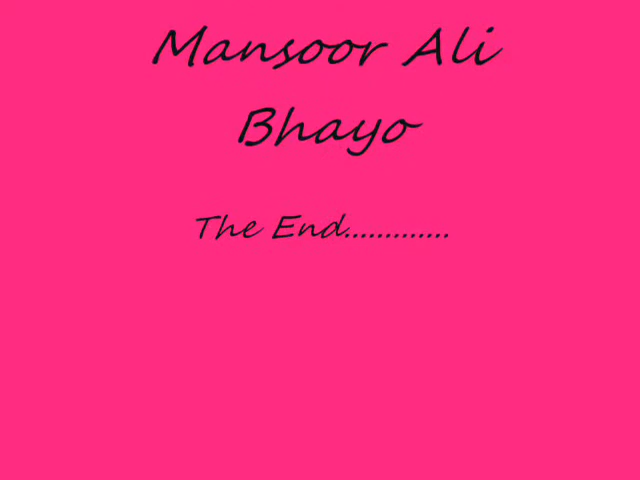 Mansoor Ali
Bhayo
The End.............